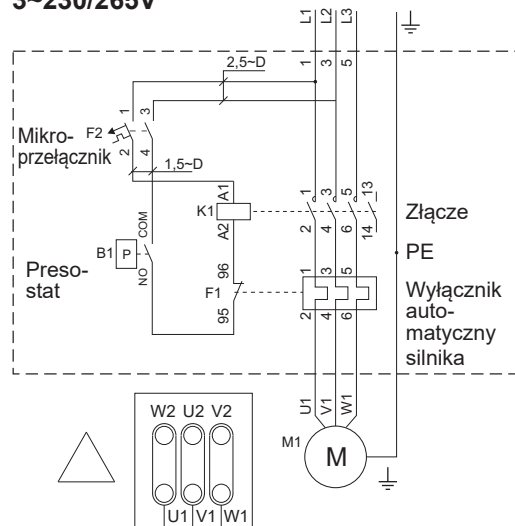 3~230/265V
L1 L2 L3
1 3 5
2,5~D
1 3
F2
Mikro-
przełącznik
2 4
1,5~D
A1
K1
A2
1 3 5 13
2 4 6 14
Złącze
COM
B1 P
NO
PE
Preso-
stat
96
F1
95
1 3 5
2 4 6
Wyłącznik
auto-
matyczny
silnika
U1 V1 W1
M1
M
W2 U2 V2
U1 V1 W1